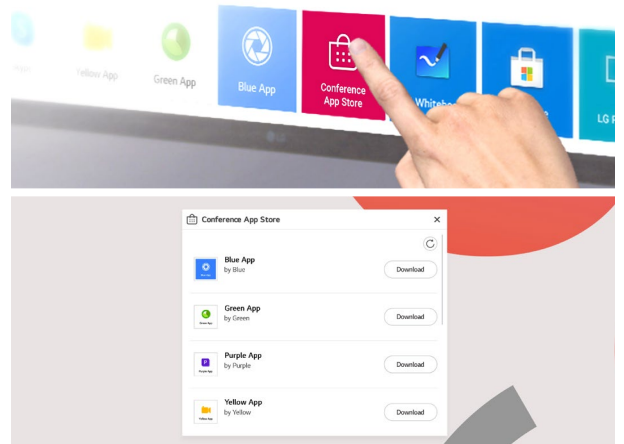 Yellow App
Green App
Blue App
Conference
App Store
LG
Conference App Store
Blue App
by Blue
Download
Green App
by Green
Download
Purple App
by Purple
Download
Yellow App
by Yellow
Download